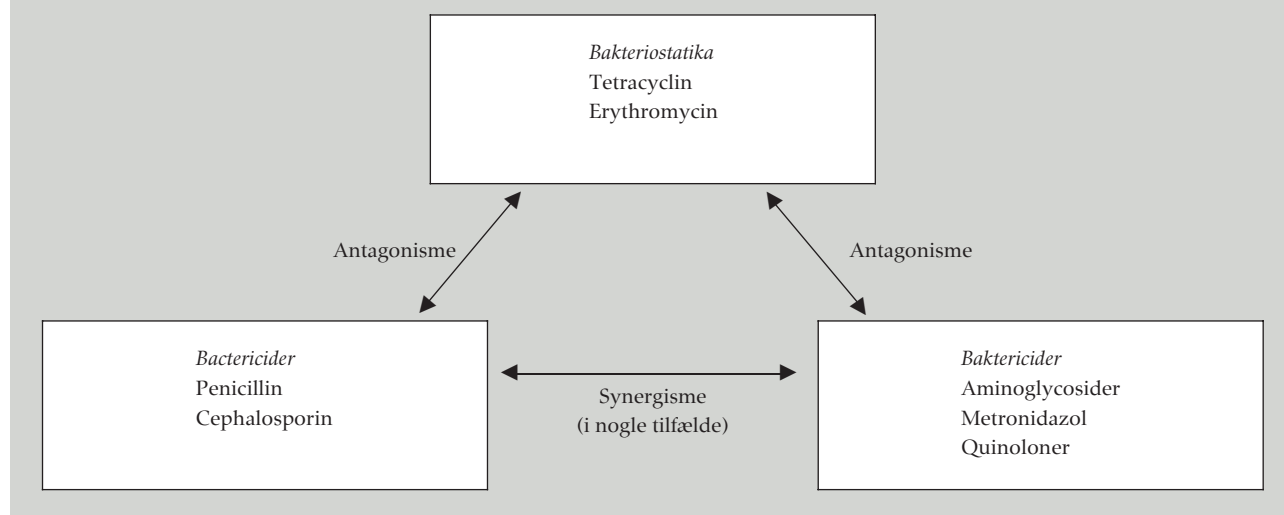 Bakteriostatika
Tetracyclin
Erythromycin
Antagonisme
Antagonisme
Bactericider
Penicillin
Cephalosporin
Synergisme
(i nogle tilfælde)
Baktericider
Aminoglycosider
Metronidazol
Quinoloner